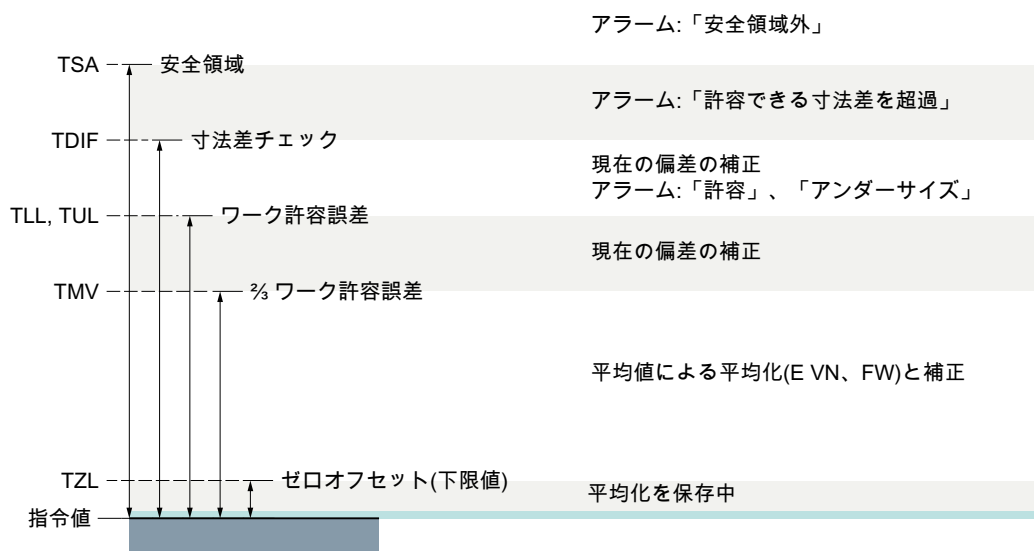 アラーム:「安全領域外」
TSA 安全領域
アラーム:「許容できる寸法差を超過」
TDIF 寸法差チェック
現在の偏差の補正
アラーム:「許容」、「アンダーサイズ」
TLL, TUL ワーク許容誤差
現在の偏差の補正
TMV ⅔ ワーク許容誤差
平均値による平均化(E VN、FW)と補正
TZL ゼロオフセット(下限値)
平均化を保存中
指令値